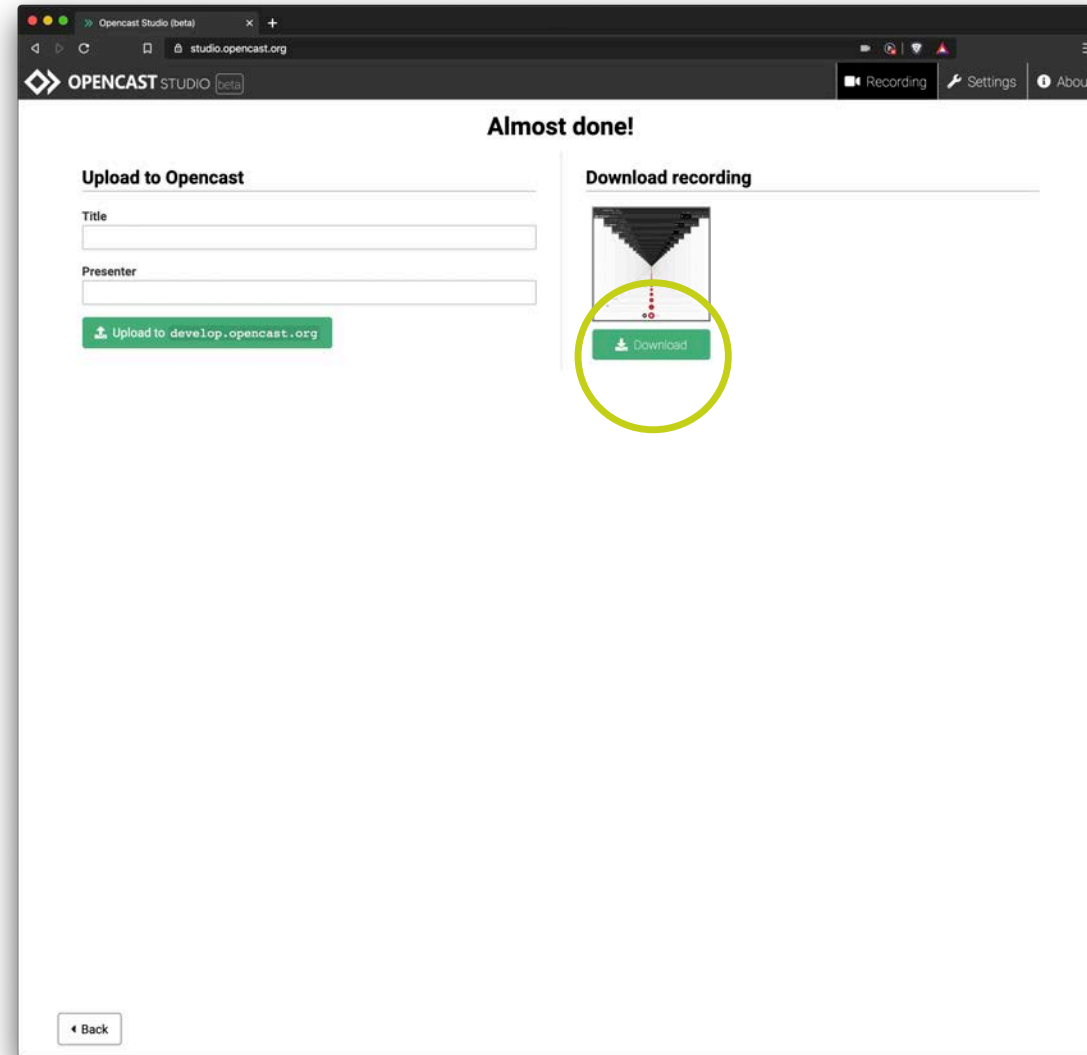 Opencast Studio (beta)
studio.opencast.org
OPENCAST STUDIO beta
Recording
Settings
Abou
Almost done!
Upload to Opencast
Title
Presenter
Upload to develop.opencast.org
Download recording
Download
Back